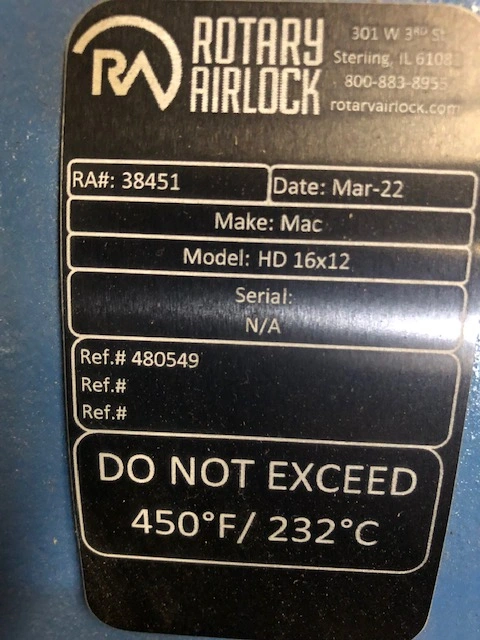 RA
ROTARY
AIRLOCK
301 W 3RD St
Sterling, IL 6108
800-883-8955
rotaryairlock.com
RA#: 38451
Date: Mar-22
Make: Mac
Model: HD 16x12
Serial:
N/A
Ref.# 480549
Ref.#
Ref.#
DO NOT EXCEED
450°F/ 232°C